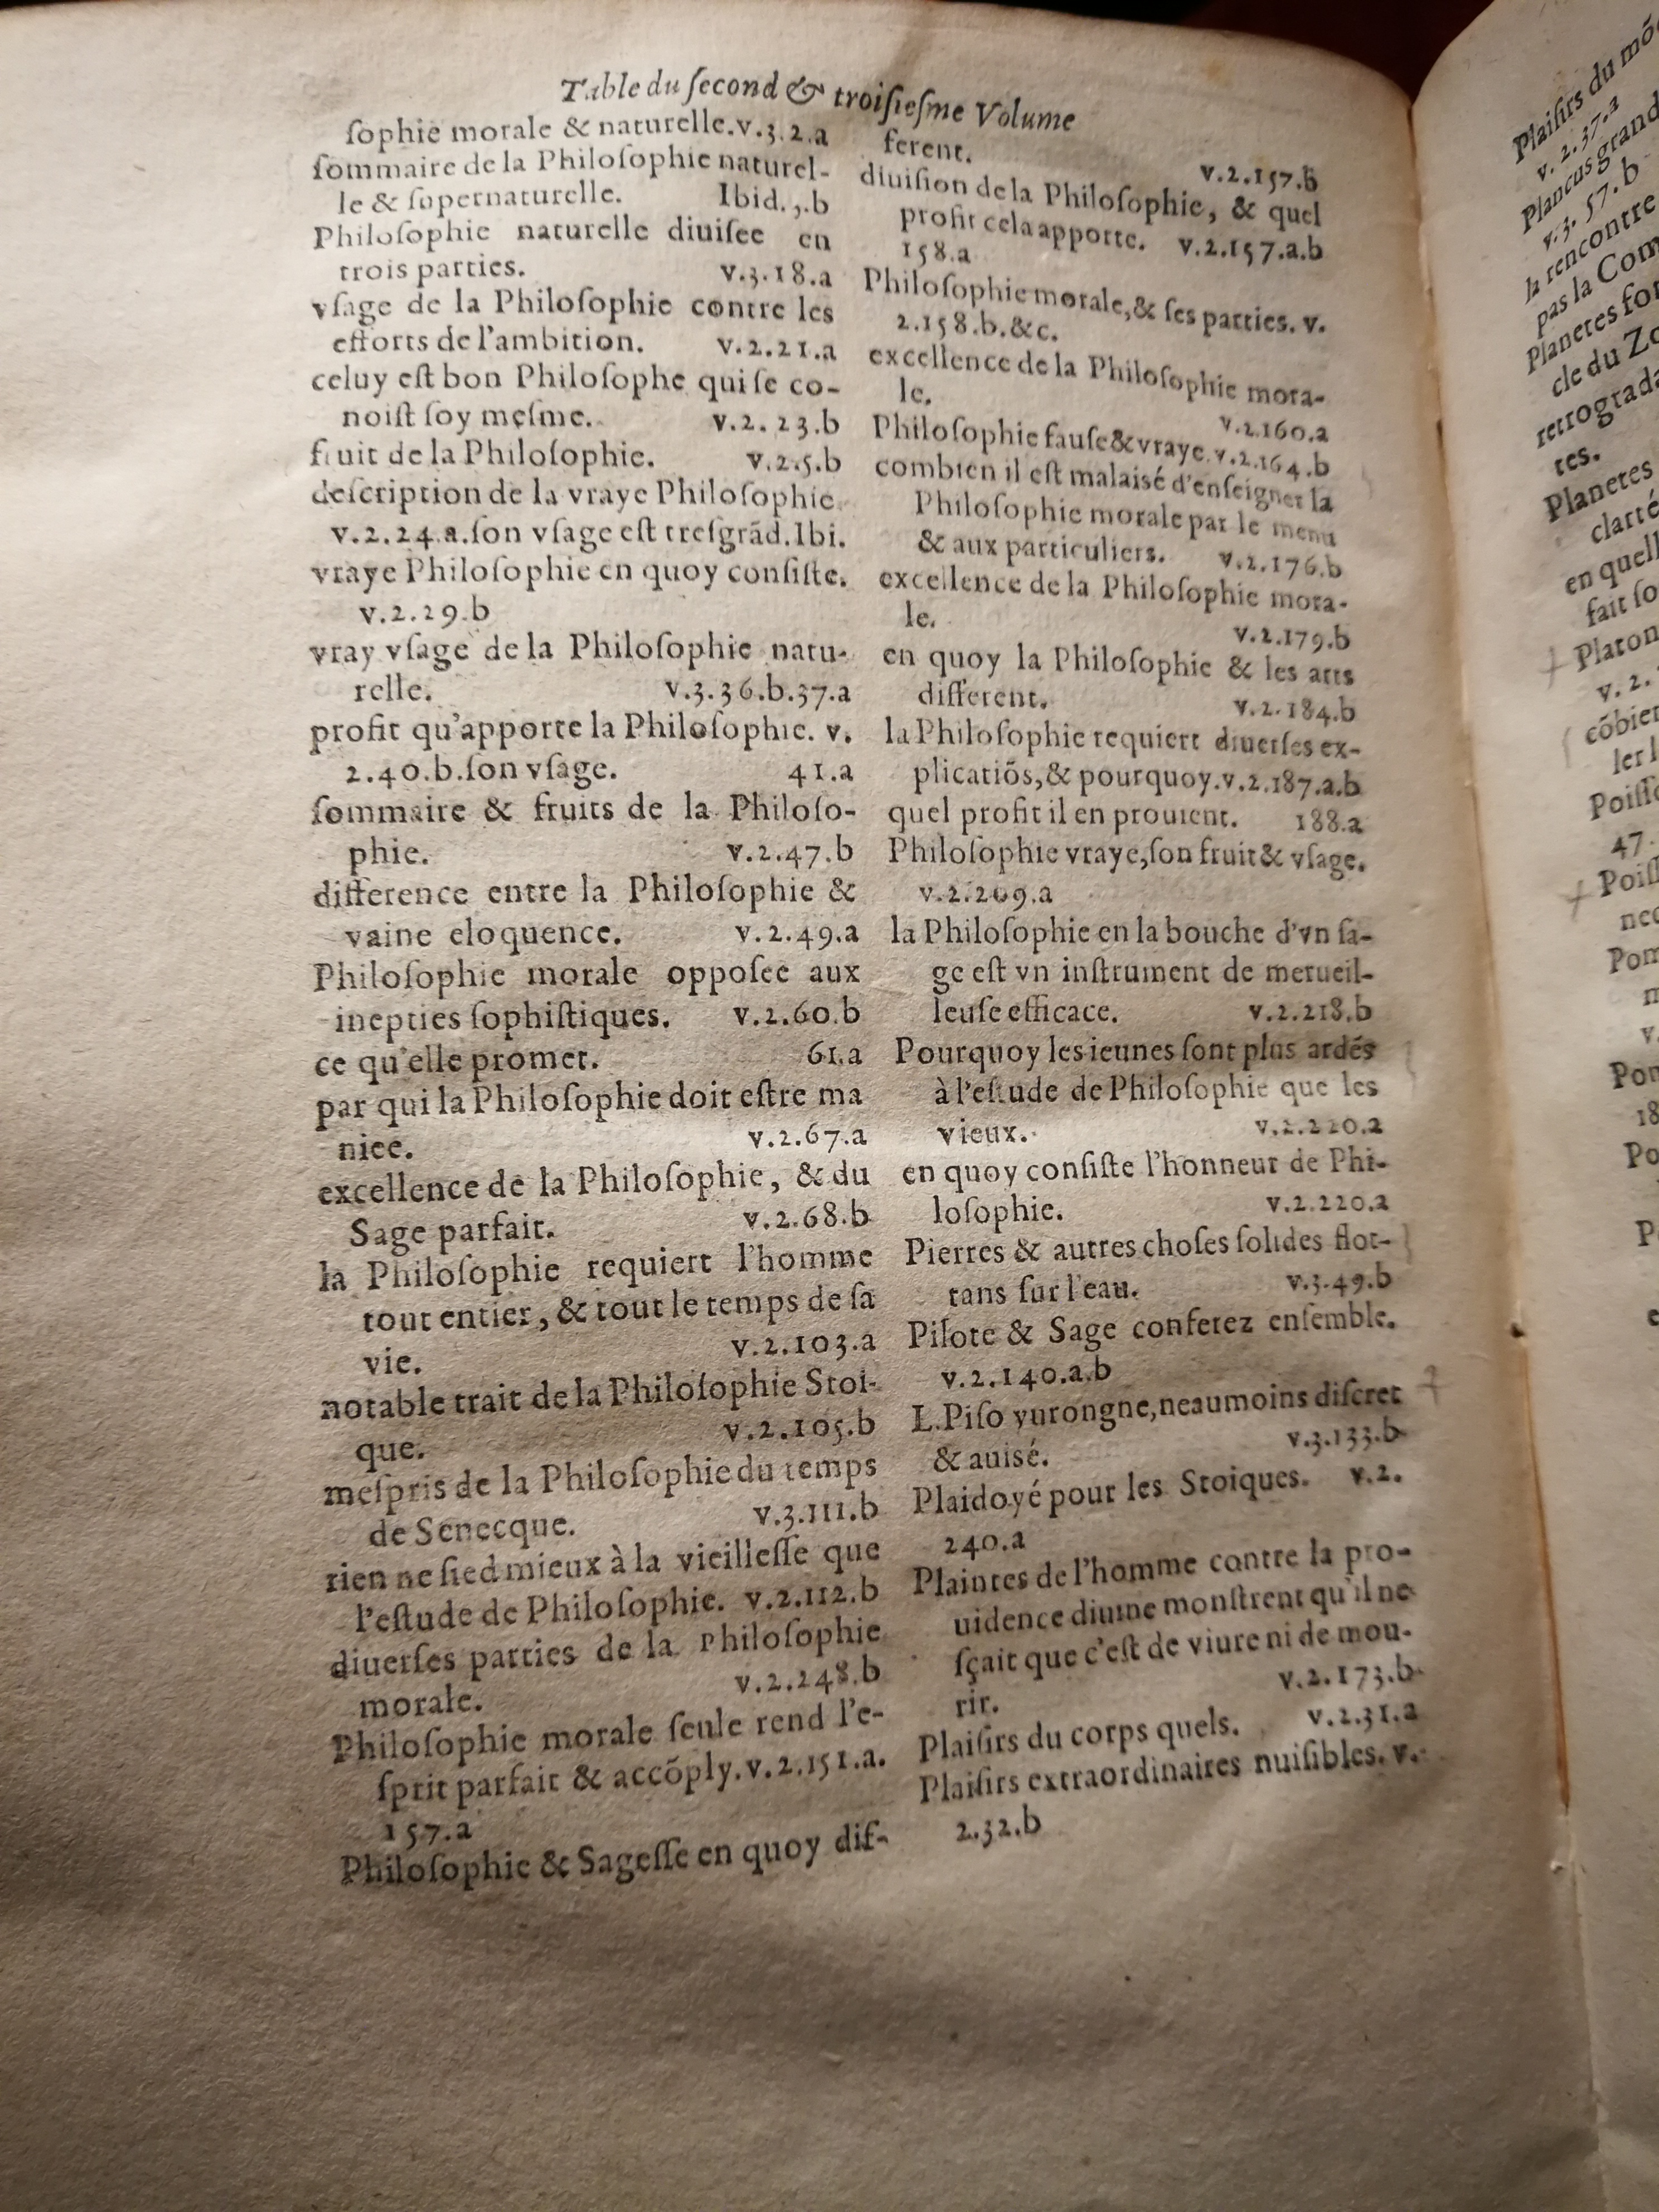 Table du ſecond & troiſieſme Volume
ſophie morale & naturelle.v.3.2.a
ſommaire de la Philoſophie naturel-
le & ſupernaturelle. Ibid.,.b
Philoſophie naturelle diuiſee en
trois parties. v.3.18.a
vſage de la Philoſophie contre les
efforts de l'ambition. v.2.21.a
celuy eſt bon Philoſophe qui ſe co-
noiſt ſoy meſme. v.2.23.b
fruit de la Philoſophie. v.2.5.b
deſcription de la vraye Philoſophie.
v.2.24.a.ſon vſage eſt treſgrãd.Ibi.
vraye Philoſophie en quoy conſiſte.
v.2.29.b
vray vſage de la Philoſophie natu-
relle. v.3.36.b.37.a
profit qu'apporte la Philoſophie. v.
2.40.b.ſon vſage. 41.a
ſommaire & fruits de la Philoſo-
phie. v.2.47.b
difference entre la Philoſophie &
vaine eloquence. v.2.49.a
Philoſophie morale oppoſee aux
inepties ſophiſtiques. v.2.60.b
ce qu'elle promet. 61.a
par qui la Philoſophie doit eſtre ma
niee. v.2.67.a
excellence de la Philoſophie, & du
Sage parfait. v.2.68.b
la Philoſophie requiert l'homme
tout entier, & tout le temps de ſa
vie. v.2.103.a
notable trait de la Philoſophie Stoi-
que. v.2.105.b
meſpris de la Philoſophie du temps
de Senecque. v.3.111.b
rien ne ſied mieux à la vieilleſſe que
l'eſtude de Philoſophie. v.2.112.b
diuerſes parties de la Philoſophie
morale. v.2.248.b
Philoſophie morale ſeule rend l'e-
ſprit parfait & accõply.v.2.151.a.
157.a
Philoſophie & Sageſſe en quoy dif-
ferent. v.2.157.b
diuiſion de la Philoſophie, & quel
profit cela apporte. v.2.157.a.b
158.a
Philoſophie morale,& ſes parties. v.
2.158.b.&c.
excellence de la Philoſophie mora-
le. v.2.160.a
Philoſophie fauſe & vraye.v.2.164.b
combien il eſt malaisé d'enſeigner la
Philoſophie morale par le menu
& aux particuliers. v.2.176.b
excellence de la Philoſophie mora-
le. v.2.179.b
en quoy la Philoſophie & les arts
different. v.2.184.b
la Philoſophie requiert diuerſes ex-
plicatiõs,& pourquoy.v.2.187.a.b
quel profit il en prouient. 188.a
Philoſophie vraye,ſon fruit & vſage.
v.2.209.a
la Philoſophie en la bouche d'vn ſa-
ge eſt vn inſtrument de merueil-
leuſe efficace. v.2.218.b
Pourquoy les ieunes ſont plus ardés
à l'eſtude de Philoſophie que les
vieux. v.2.220.a
en quoy conſiſte l'honneur de Phi-
loſophie. v.2.220.a
Pierres & autres choſes ſolides flot-
tans ſur l'eau. v.3.49.b
Pilote & Sage conferez enſemble.
v.2.140.a.b
L.Piſo yurongne,neaumoins diſcret
& auisé. v.3.133.b
Plaidoyé pour les Stoiques. v.2.
240.a
Plaintes de l'homme contre la pro-
uidence diuine monſtrent qu'il ne
ſçait que c'eſt de viure ni de mou-
rir. v.2.173.b
Plaiſirs du corps quels. v.2.31.a
Plaiſirs extraordinaires nuiſibles. v.
2.32.b
Plaiſirs du mõ
v. 2.37.a
Plancus grand
v.3. 57.b
la rencontre
pas la Com
Planetes for
cle du Zo
retrograda
tes.
Planetes
clarté
en quell
fait ſo
Platon
v. 2.
cõbien
ler l
Poiſſo
47.
Poiſſ
nec
Pom